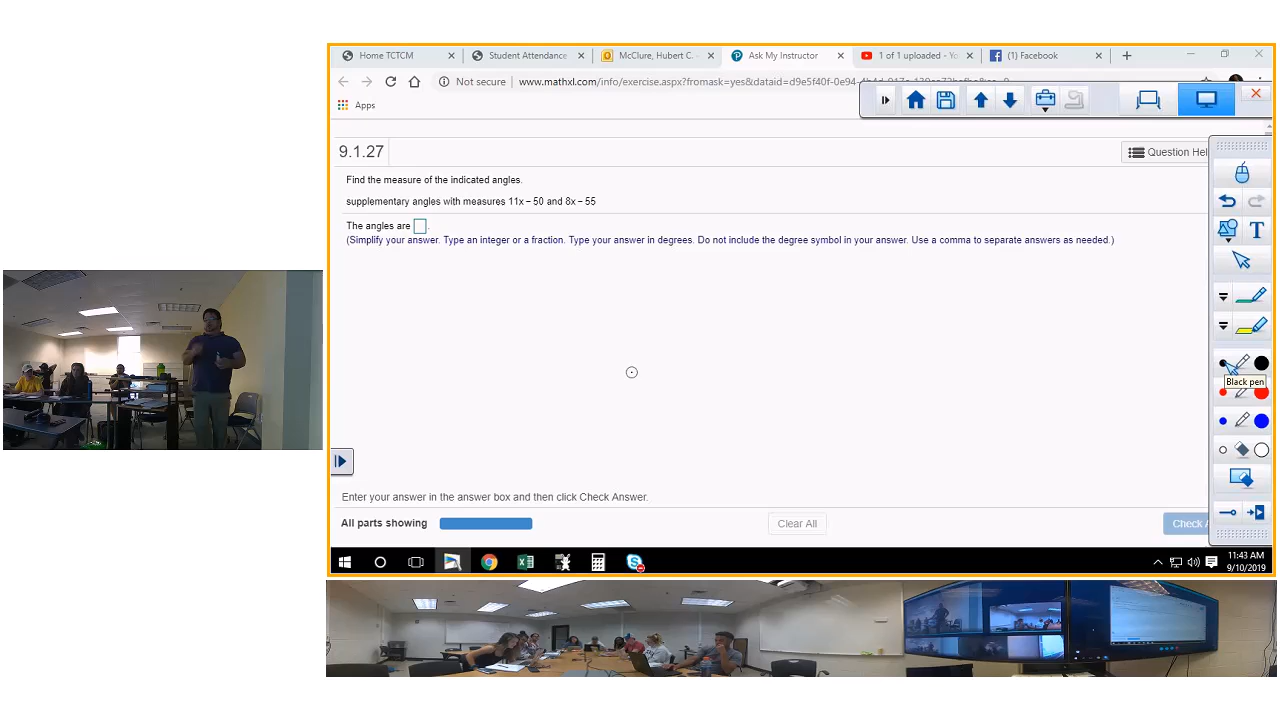 Home TCTCM
Student Attendance
McClure, Hubert C. -
Ask My Instructor
1 of 1 uploaded - Yo
(1) Facebook
Not secure
www.mathxl.com/info/exercise.aspx?fromask=yes&dataid=d9e5f40f-0e94-
Apps
9.1.27
Question Hel
Find the measure of the indicated angles.
supplementary angles with measures 11x – 50 and 8x – 55
The angles are
(Simplify your answer. Type an integer or a fraction. Type your answer in degrees. Do not include the degree symbol in your answer. Use a comma to separate answers as needed.)
T
Black pen
Enter your answer in the answer box and then click Check Answer.
All parts showing
Clear All
Check A
11:43 AM
9/10/2019